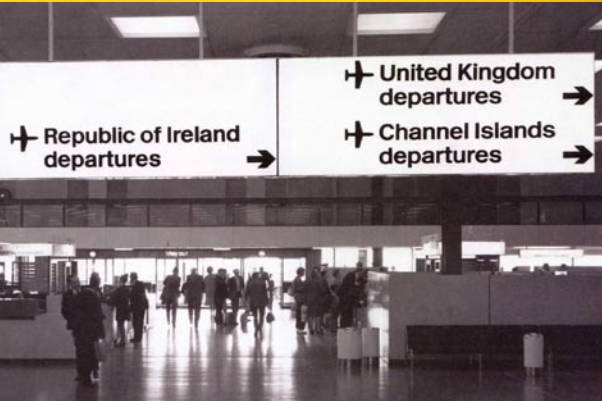 Republic of Ireland
departures
United Kingdom
departures
Channel Islands
departures